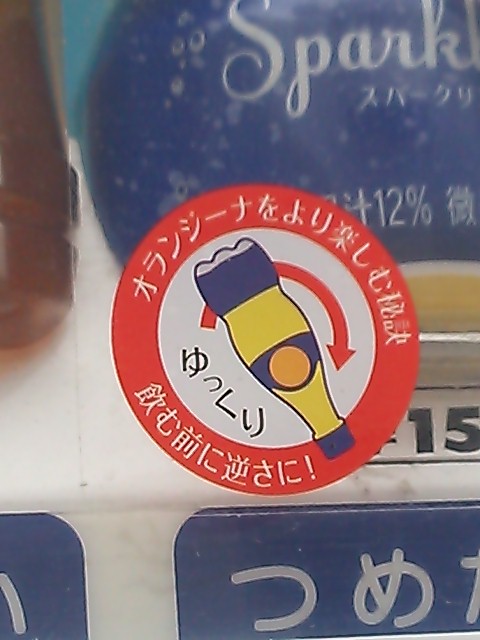 Sparkl
スパークリ
汁12% 微
オランジーナをより楽しむ秘訣
ゆっくり
飲む前に逆さに!
15
い
つめた